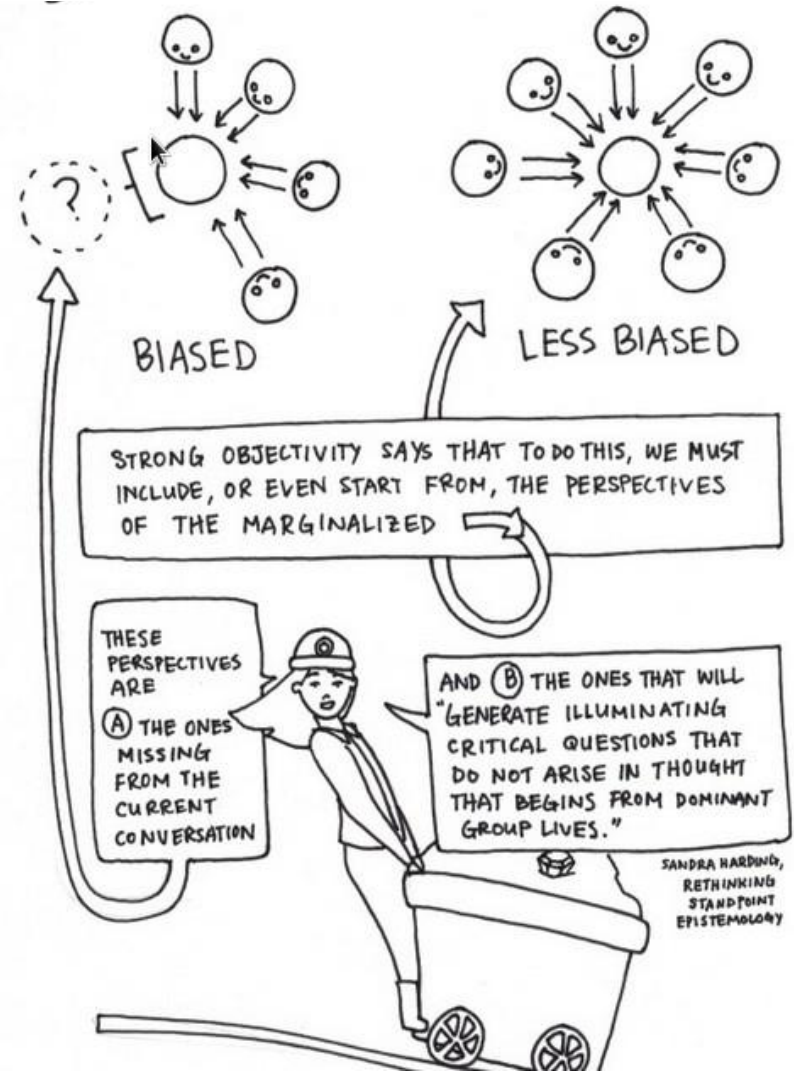 ?
BIASED
LESS BIASED
STRONG OBJECTIVITY SAYS THAT TO DO THIS, WE MUST
INCLUDE, OR EVEN START FROM, THE PERSPECTIVES
OF THE MARGINALIZED
THESE
PERSPECTIVES
ARE
Ⓐ THE ONES
MISSING
FROM THE
CURRENT
CONVERSATION
AND Ⓑ THE ONES THAT WILL
"GENERATE ILLUMINATING
CRITICAL QUESTIONS THAT
DO NOT ARISE IN THOUGHT
THAT BEGINS FROM DOMINANT
GROUP LIVES."
SANDRA HARDING,
RETHINKING
STANDPOINT
EPISTEMOLOGY